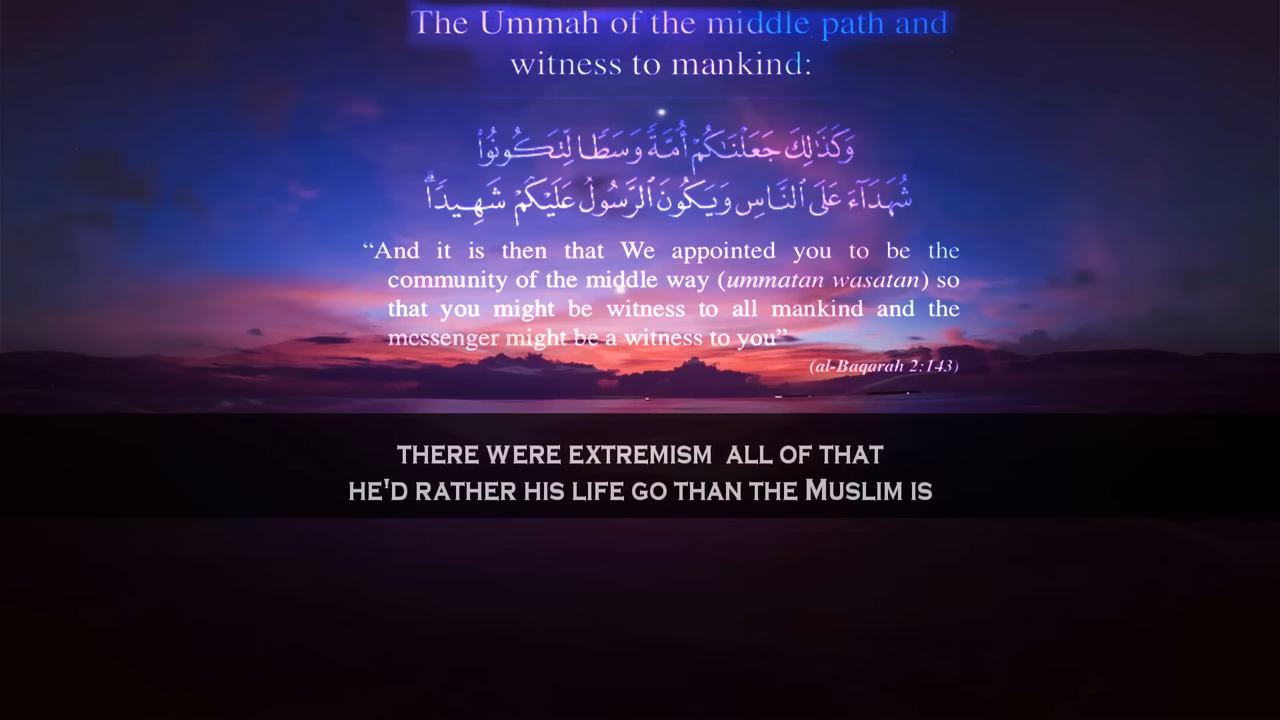 The Ummah of the middle path and
witness to mankind:
وَكَذَٰلِكَ جَعَلْنَـٰكُمْ أُمَّةً وَسَطًا لِّتَكُونُوا۟
شُهَدَآءَ عَلَى ٱلنَّاسِ وَيَكُونَ ٱلرَّسُولُ عَلَيْكُمْ شَهِيدًا ۗ
“And it is then that We appointed you to be the
community of the middle way (ummatan wasatan) so
that you might be witness to all mankind and the
mcssenger might be a witness to you”
(al-Baqarah 2:143)
THERE WERE EXTREMISM ALL OF THAT
HE'D RATHER HIS LIFE GO THAN THE MUSLIM IS